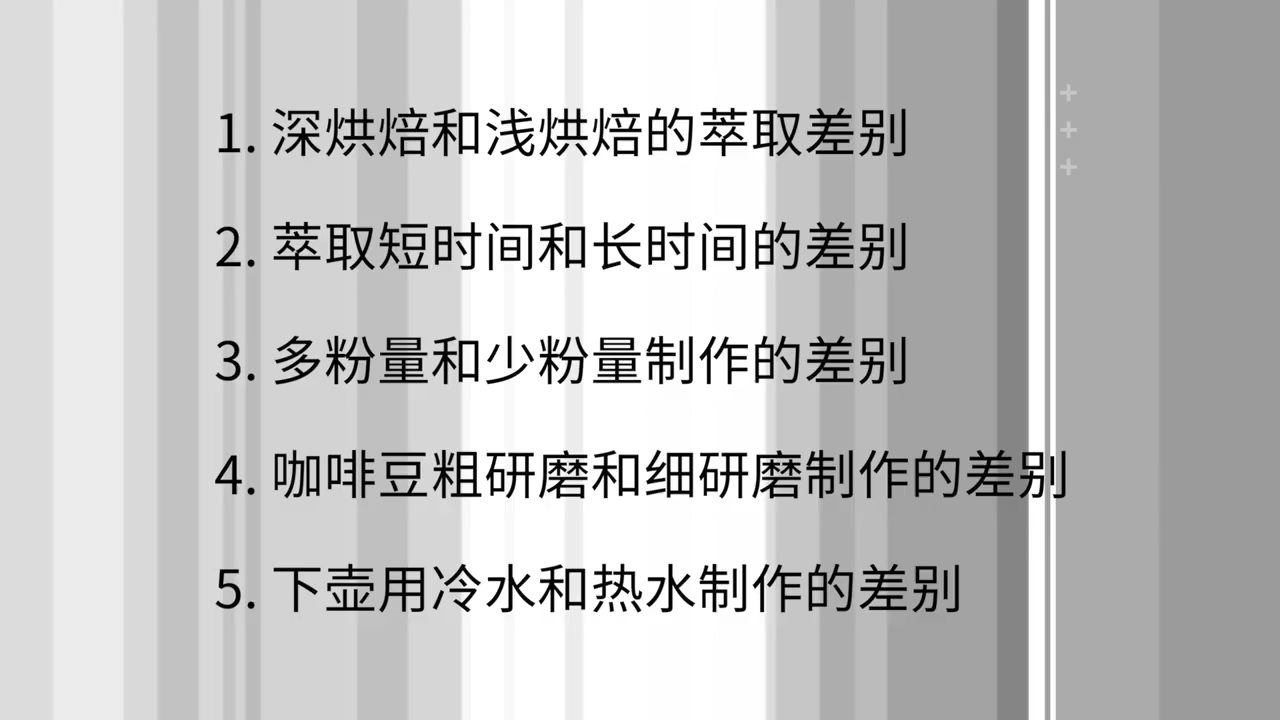 1. 深烘焙和浅烘焙的萃取差别
2. 萃取短时间和长时间的差别
3. 多粉量和少粉量制作的差别
4. 咖啡豆粗研磨和细研磨制作的差别
5. 下壶用冷水和热水制作的差别